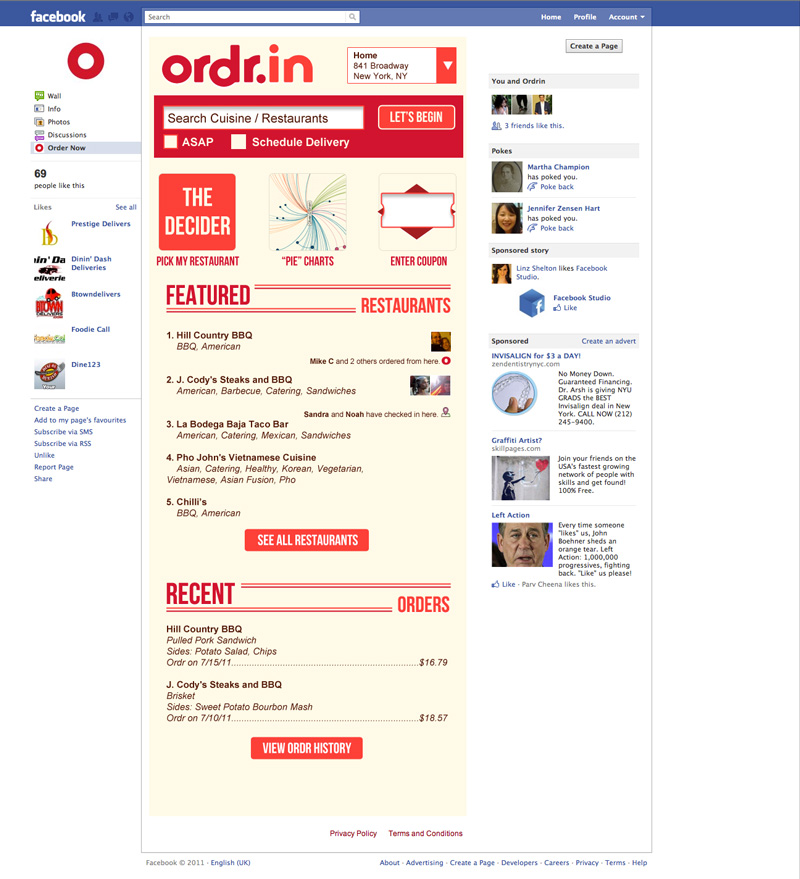 facebook
Search
Home Profile Account
Wall
Info
Photos
Discussions
Order Now
69
people like this
Likes See all
Prestige Delivers
Dinin' Dash
Deliveries
Btowndelivers
Foodie Call
Dine123
Create a Page
Add to my page's favourites
Subscribe via SMS
Subscribe via RSS
Unlike
Report Page
Share
ordr.in
Home
841 Broadway
New York, NY
Search Cuisine / Restaurants
LET'S BEGIN
ASAP
Schedule Delivery
THE
DECIDER
PICK MY RESTAURANT
"PIE" CHARTS
ENTER COUPON
FEATURED
RESTAURANTS
1. Hill Country BBQ
BBQ, American
Mike C and 2 others ordered from here.
2. J. Cody's Steaks and BBQ
American, Barbecue, Catering, Sandwiches
Sandra and Noah have checked in here.
3. La Bodega Baja Taco Bar
American, Catering, Mexican, Sandwiches
4. Pho John's Vietnamese Cuisine
Asian, Catering, Healthy, Korean, Vegetarian,
Vietnamese, Asian Fusion, Pho
5. Chilli's
BBQ, American
SEE ALL RESTAURANTS
RECENT
ORDERS
Hill Country BBQ
Pulled Pork Sandwich
Sides: Potato Salad, Chips
Ordr on 7/15/11...$16.79
J. Cody's Steaks and BBQ
Brisket
Sides: Sweet Potato Bourbon Mash
Ordr on 7/10/11...$18.57
VIEW ORDR HISTORY
Privacy Policy Terms and Conditions
Create a Page
You and Ordrin
3 friends like this.
Pokes
Martha Champion
has poked you.
Poke back
Jennifer Zensen Hart
has poked you.
Poke back
Sponsored story
Linz Shelton likes Facebook
Studio.
Facebook Studio
Like
Sponsored Create an advert
INVISALIGN for $3 a DAY!
zendentistrynyc.com
No Money Down.
Guaranteed Financing.
Dr. Arsh is giving NYU
GRADS the BEST
Invisalign deal in New
York. CALL NOW (212)
245-9400.
Graffiti Artist?
skillpages.com
Join your friends on the
USA's fastest growing
network of people with
skills and get found!
100% Free.
Left Action
Every time someone
"likes" us, John
Boehner sheds an
orange tear. Left
Action: 1,000,000
progressives, fighting
back. "Like" us please!
Like · Parv Cheena likes this.
Facebook © 2011 · English (UK)
About · Advertising · Create a Page · Developers · Careers · Privacy · Terms · Help